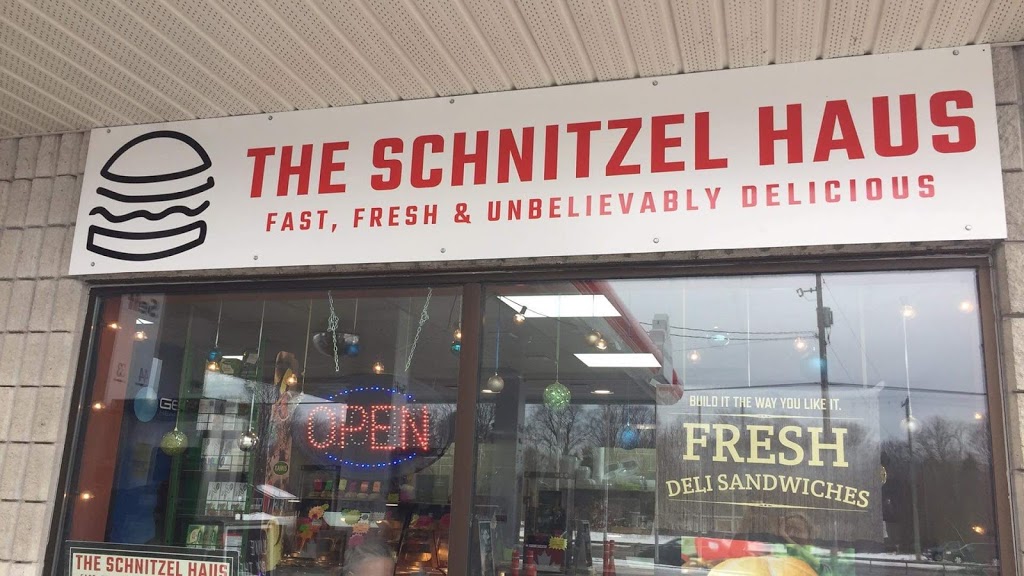 THE SCHNITZEL HAUS
FAST, FRESH & UNBELIEVABLY DELICIOUS
OPEN
BUILD IT THE WAY YOU LIKE IT.
FRESH
DELI SANDWICHES
THE SCHNITZEL HAUS